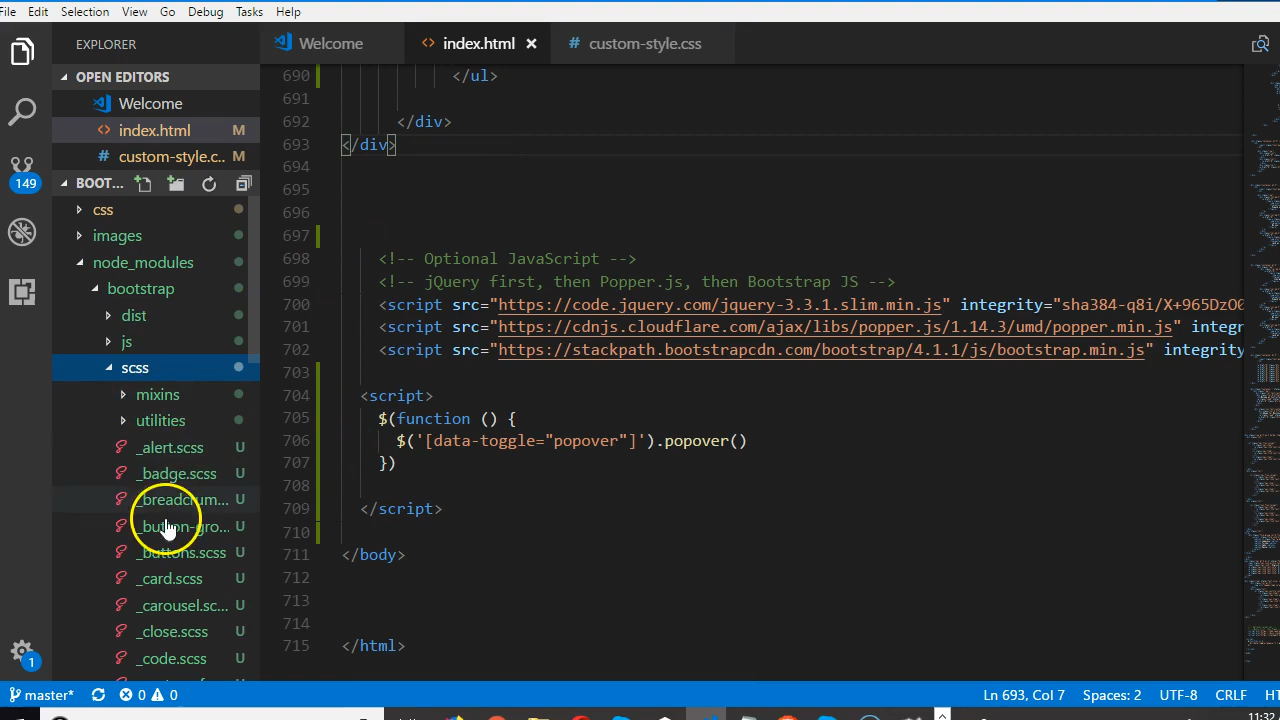 File Edit Selection View Go Debug Tasks Help
EXPLORER
OPEN EDITORS
Welcome
index.html M
custom-style.c.. M
BOOT...
css
images
node_modules
bootstrap
dist
js
scss
mixins
utilities
_alert.scss U
_badge.scss U
_breadcrum... U
_button-gro... U
_buttons.scss U
_card.scss U
_carousel.sc... U
_close.scss U
_code.scss U
149
1
Welcome index.html custom-style.css
690 </ul>
691
692 </div>
693 </div>
694
695
696
697
698 <!-- Optional JavaScript -->
699 <!-- jQuery first, then Popper.js, then Bootstrap JS -->
700 <script src="https://code.jquery.com/jquery-3.3.1.slim.min.js" integrity="sha384-q8i/X+965DzO0
701 <script src="https://cdnjs.cloudflare.com/ajax/libs/popper.js/1.14.3/umd/popper.min.js" integr
702 <script src="https://stackpath.bootstrapcdn.com/bootstrap/4.1.1/js/bootstrap.min.js" integrity
703
704 <script>
705 $(function () {
706 $('[data-toggle="popover"]').popover()
707 })
708
709 </script>
710
711 </body>
712
713
714
715 </html>
master* 0 0 Ln 693, Col 7 Spaces: 2 UTF-8 CRLF HT
11:32